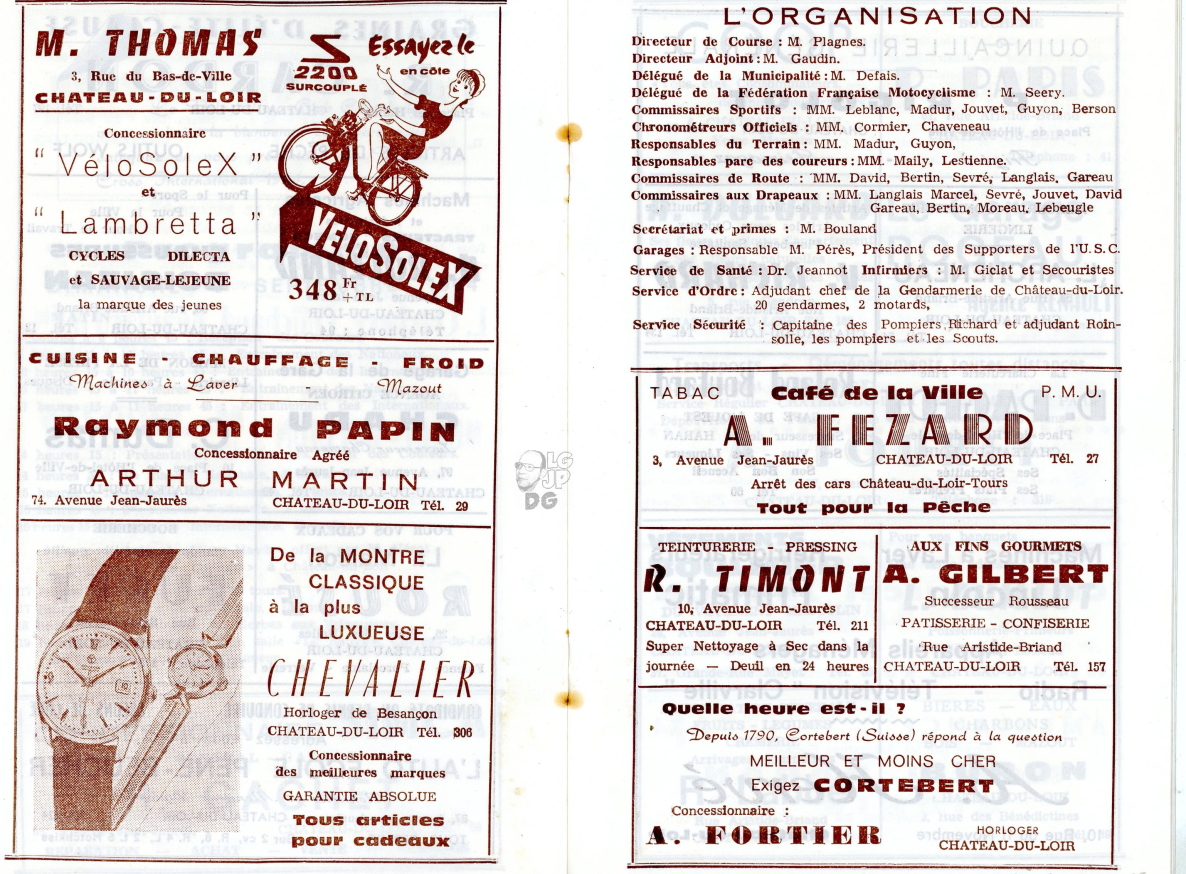 M. THOMAS
3, Rue du Bas-de-Ville
CHATEAU-DU-LOIR
Concessionnaire
" VéloSoleX "
et
" Lambretta "
CYCLES DILECTA
et SAUVAGE-LEJEUNE
la marque des jeunes
S
2200
SURCOUPLÉ
Essayez le
en côte
VELOSOLEX
348 Fr
+TL
CUISINE - CHAUFFAGE - FROID
Machines à Laver - Mazout
Raymond PAPIN
Concessionnaire Agréé
ARTHUR MARTIN
74. Avenue Jean-Jaurès CHATEAU-DU-LOIR Tél. 29
De la MONTRE
CLASSIQUE
à la plus
LUXUEUSE
CHEVALIER
Horloger de Besançon
CHATEAU-DU-LOIR Tél. 306
Concessionnaire
des meilleures marques
GARANTIE ABSOLUE
Tous articles
pour cadeaux
LG
JP
DG
L'ORGANISATION
Directeur de Course : M. Plagnes.
Directeur Adjoint : M. Gaudin.
Délégué de la Municipalité : M. Defais.
Délégué de la Fédération Française Motocyclisme : M. Seery.
Commissaires Sportifs : MM. Leblanc, Madur, Jouvet, Guyon, Berson
Chronométreurs Officiels : MM. Cormier, Chaveneau
Responsables du Terrain : MM. Madur, Guyon,
Responsables parc des coureurs : MM. Maily, Lestienne.
Commissaires de Route : MM. David, Bertin, Sevré, Langlais, Gareau
Commissaires aux Drapeaux : MM. Langlais Marcel, Sevré, Jouvet, David
Gareau, Bertin, Moreau, Lebeugle
Secrétariat et primes : M. Bouland
Garages : Responsable M. Pérès, Président des Supporters de l'U.S.C.
Service de Santé : Dr. Jeannot Infirmiers : M. Giclat et Secouristes
Service d'Ordre : Adjudant chef de la Gendarmerie de Château-du-Loir.
20 gendarmes, 2 motards,
Service Sécurité : Capitaine des Pompiers Richard et adjudant Roin-
solle, les pompiers et les Scouts.
TABAC Café de la Ville P.M.U.
A. FEZARD
3, Avenue Jean-Jaurès CHATEAU-DU-LOIR Tél. 27
Arrêt des cars Château-du-Loir-Tours
Tout pour la Pêche
TEINTURERIE - PRESSING
R. TIMONT
10, Avenue Jean-Jaurès
CHATEAU-DU-LOIR Tél. 211
Super Nettoyage à Sec dans la
journée — Deuil en 24 heures
AUX FINS GOURMETS
A. GILBERT
Successeur Rousseau
PATISSERIE - CONFISERIE
Rue Aristide-Briand
CHATEAU-DU-LOIR Tél. 157
Quelle heure est-il ?
Depuis 1790, Cortebert (Suisse) répond à la question
MEILLEUR ET MOINS CHER
Exigez CORTEBERT
Concessionnaire :
A. FORTIER
HORLOGER
CHATEAU-DU-LOIR